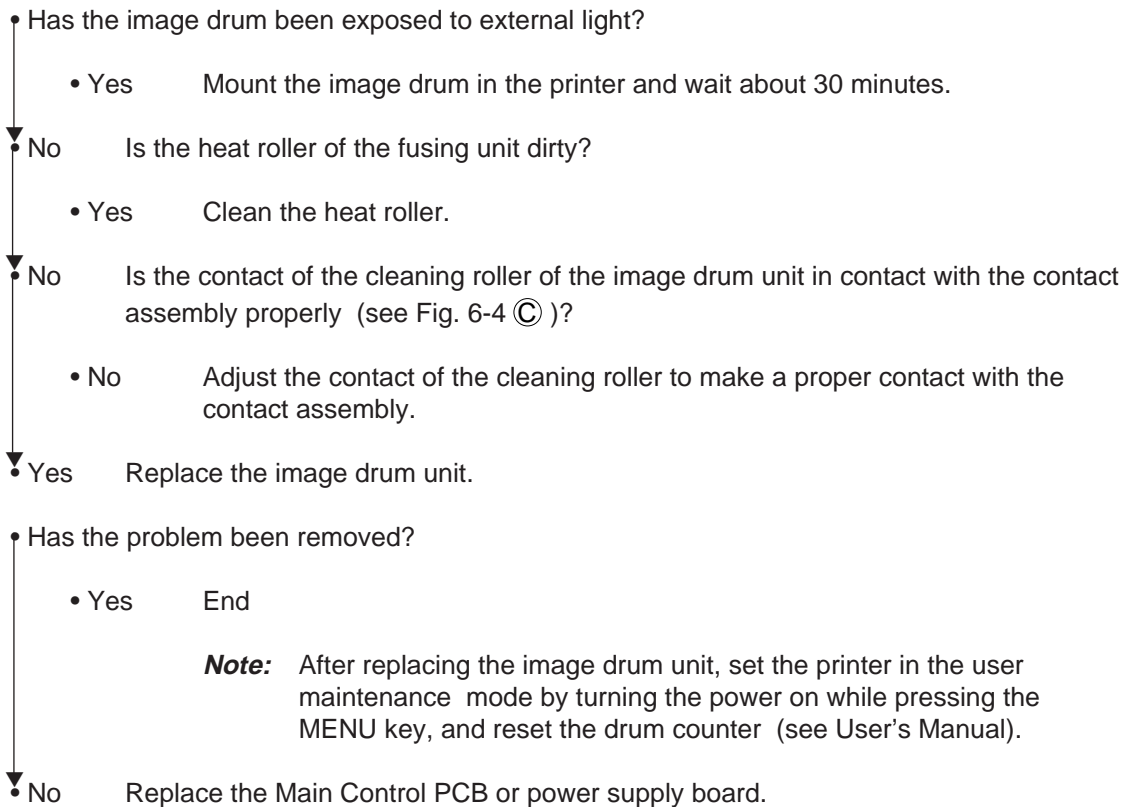 • Has the image drum been exposed to external light?
• Yes Mount the image drum in the printer and wait about 30 minutes.
• No Is the heat roller of the fusing unit dirty?
• Yes Clean the heat roller.
• No Is the contact of the cleaning roller of the image drum unit in contact with the contact
assembly properly (see Fig. 6-4 Ⓒ )?
• No Adjust the contact of the cleaning roller to make a proper contact with the
contact assembly.
• Yes Replace the image drum unit.
• Has the problem been removed?
• Yes End
Note: After replacing the image drum unit, set the printer in the user
maintenance mode by turning the power on while pressing the
MENU key, and reset the drum counter (see User's Manual).
• No Replace the Main Control PCB or power supply board.